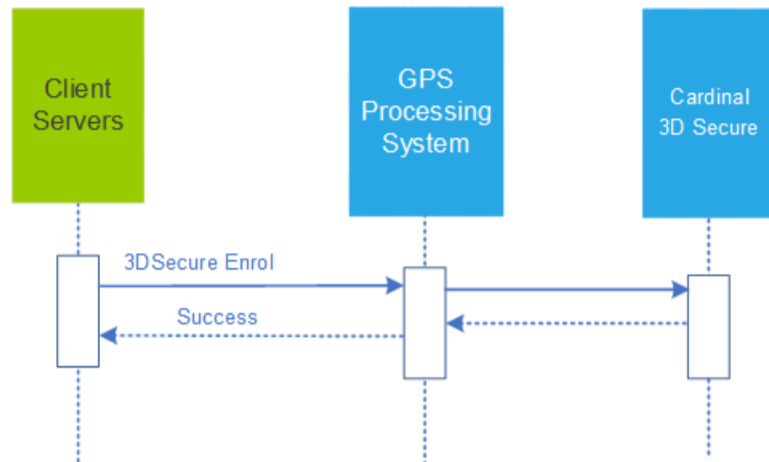 Client
Servers
GPS
Processing
System
Cardinal
3D Secure
3DSecure Enrol
Success